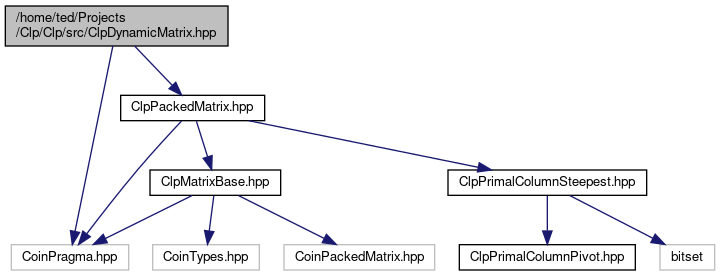 /home/ted/Projects
/Clp/Clp/src/ClpDynamicMatrix.hpp
ClpPackedMatrix.hpp
ClpMatrixBase.hpp
ClpPrimalColumnSteepest.hpp
CoinPragma.hpp
CoinTypes.hpp
CoinPackedMatrix.hpp
ClpPrimalColumnPivot.hpp
bitset